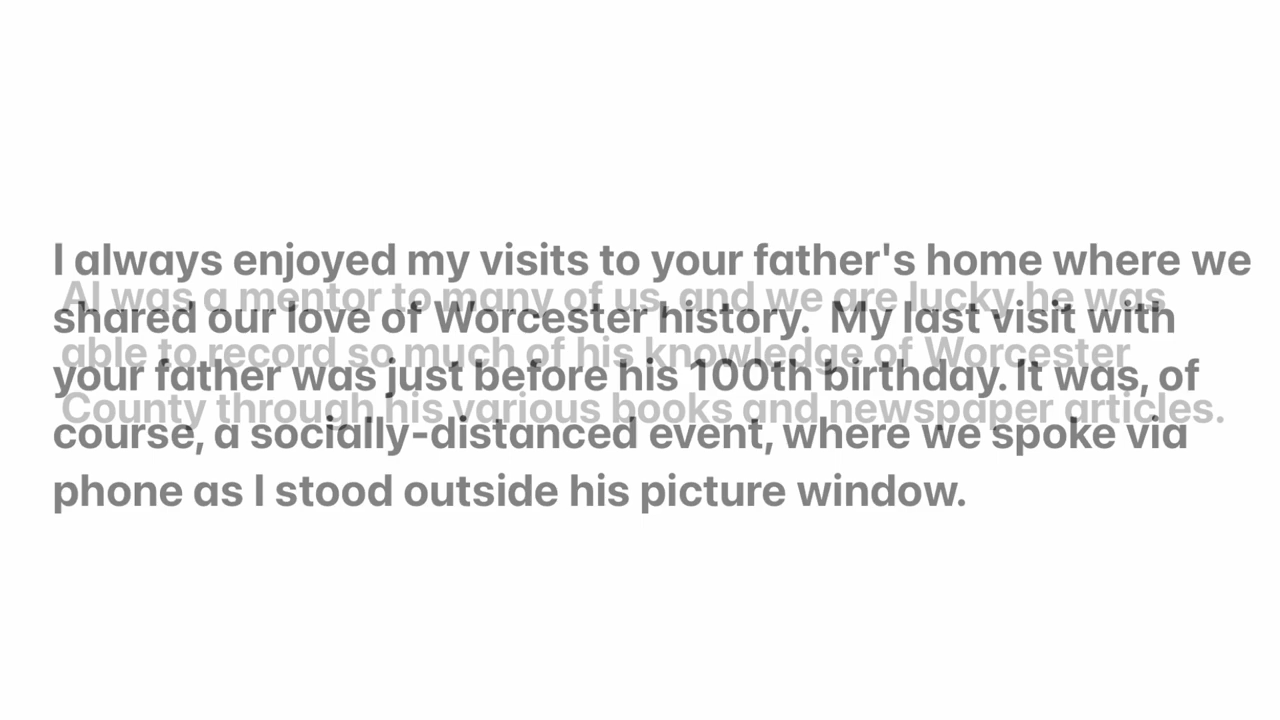 I always enjoyed my visits to your father's home where we
shared our love of Worcester history.  My last visit with
your father was just before his 100th birthday. It was, of
course, a socially-distanced event, where we spoke via
phone as I stood outside his picture window.
Al was a mentor to many of us, and we are lucky he was
able to record so much of his knowledge of Worcester
County through his various books and newspaper articles.